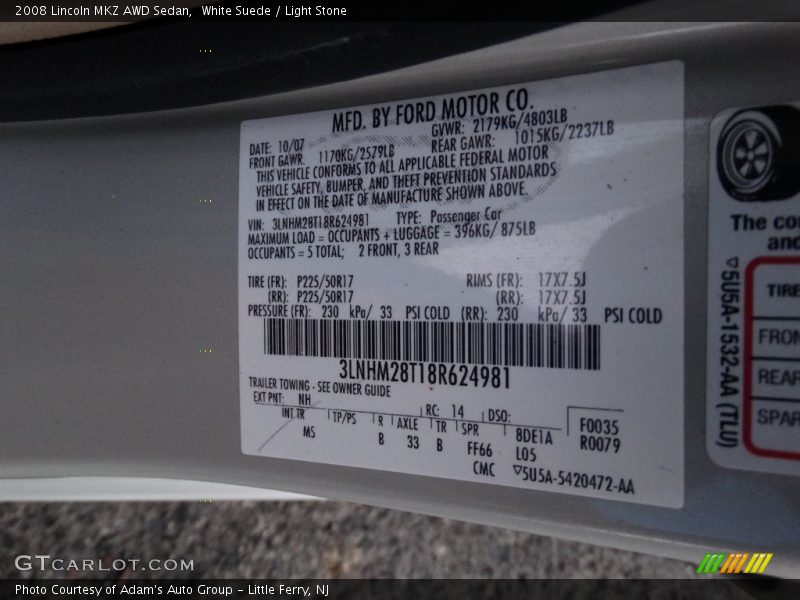 2008 Lincoln MKZ AWD Sedan, White Suede / Light Stone
MFD. BY FORD MOTOR CO.
DATE: 10/07 GVWR: 2179KG/4803LB
FRONT GAWR: 1170KG/2579LB REAR GAWR: 1015KG/2237LB
THIS VEHICLE CONFORMS TO ALL APPLICABLE FEDERAL MOTOR
VEHICLE SAFETY, BUMPER, AND THEFT PREVENTION STANDARDS
IN EFFECT ON THE DATE OF MANUFACTURE SHOWN ABOVE.
VIN: 3LNHM28T18R624981 TYPE: Passenger Car
MAXIMUM LOAD = OCCUPANTS + LUGGAGE = 396KG/ 875LB
OCCUPANTS = 5 TOTAL; 2 FRONT, 3 REAR
TIRE (FR): P225/50R17 RIMS (FR): 17X7.5J
(RR): P225/50R17 (RR): 17X7.5J
PRESSURE (FR): 230 kPa/ 33 PSI COLD (RR): 230 kPa/ 33 PSI COLD
3LNHM28T18R624981
TRAILER TOWING - SEE OWNER GUIDE
EXT PNT: NH RC: 14 DSO: F0035
INT TR TP/PS R AXLE TR SPR R0079
MS B 33 B FF66 8DE1A
L05
CMC ▽5U5A-5420472-AA
The co
and
▽5U5A-1532-AA (TLU)
TIRE
FRON
REAR
SPAR
GTCARLOT.COM
Photo Courtesy of Adam's Auto Group - Little Ferry, NJ